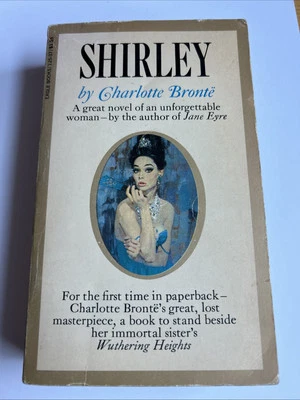 SHIRLEY
by Charlotte Brontë
A great novel of an unforgettable
woman—by the author of Jane Eyre
For the first time in paperback—
Charlotte Brontë's great, lost
masterpiece, a book to stand beside
her immortal sister's
Wuthering Heights